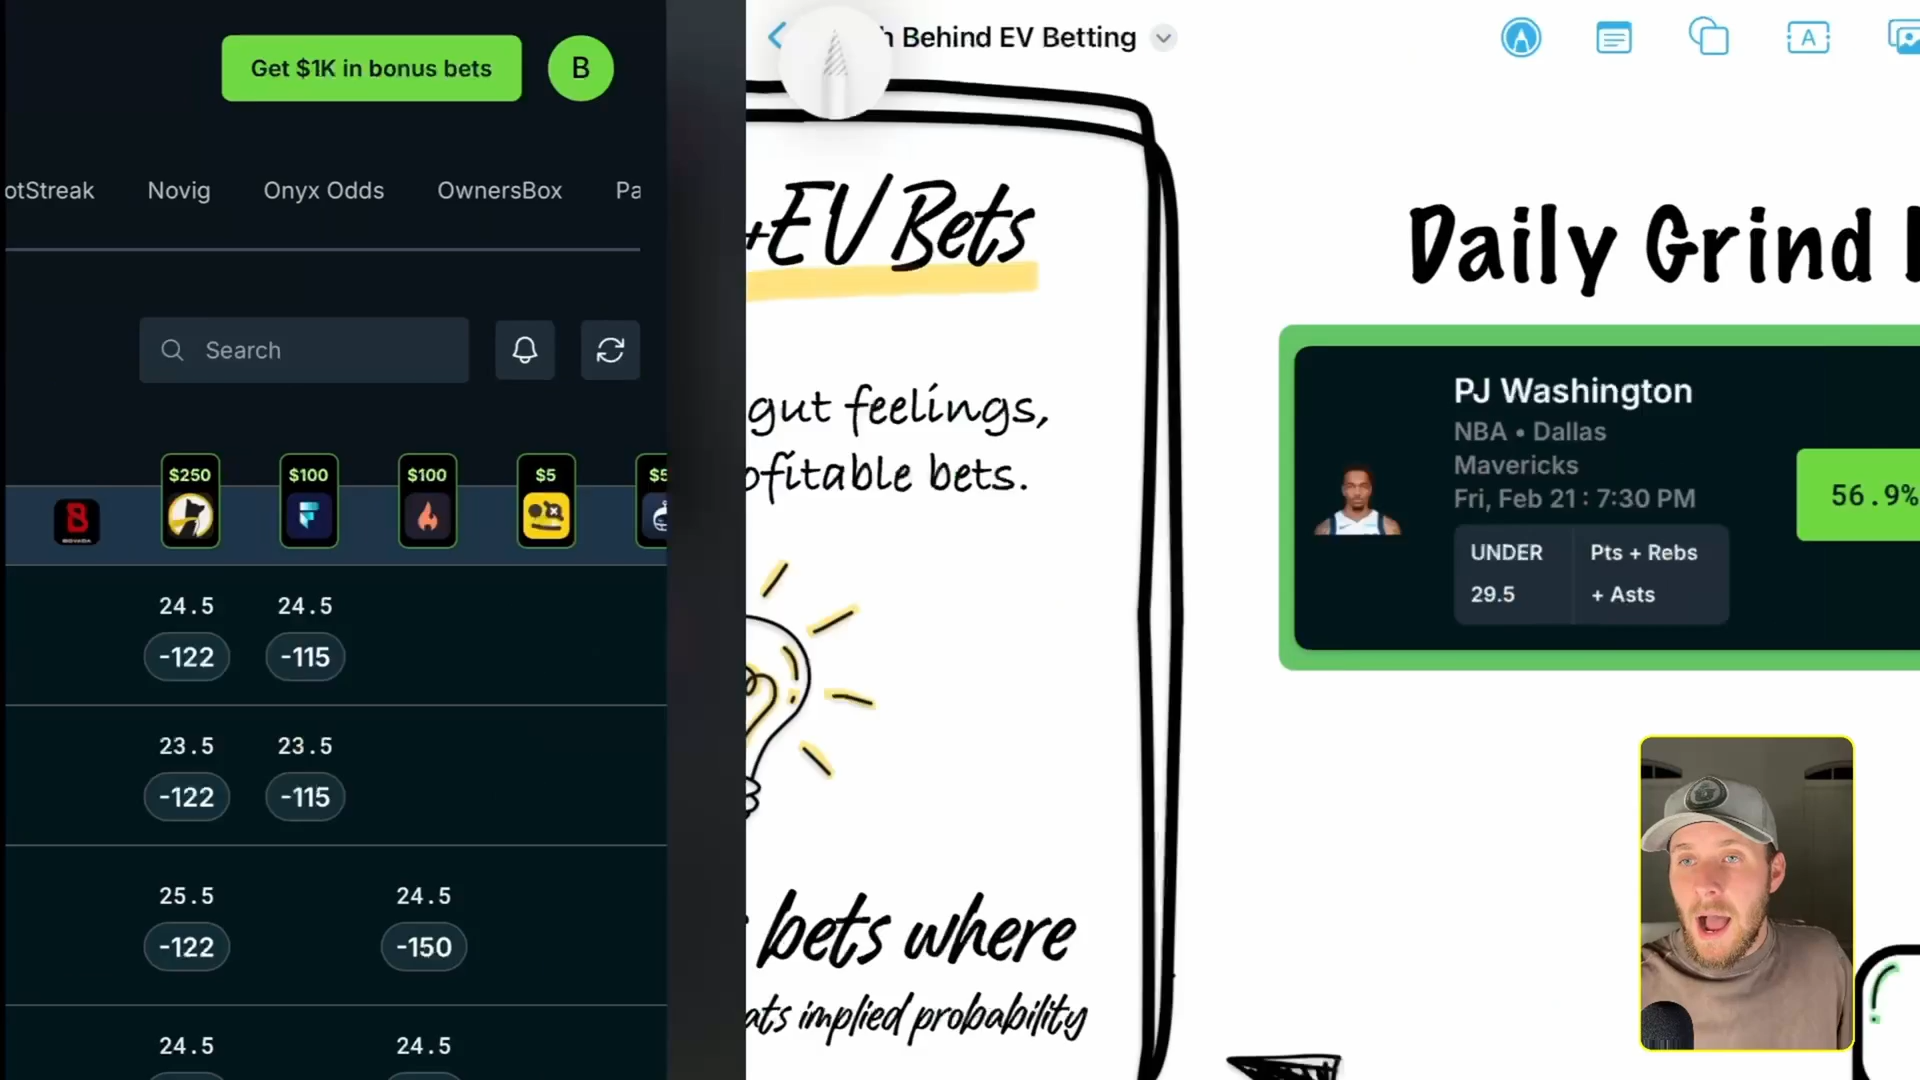 Get $1K in bonus bets
B
otStreak Novig Onyx Odds OwnersBox Pa
Search
$250 $100 $100 $5 $5
24.5 24.5
-122 -115
23.5 23.5
-122 -115
25.5 24.5
-122 -150
24.5 24.5
h Behind EV Betting
A
+EV Bets
gut feelings,
ofitable bets.
bets where
ats implied probability
Daily Grind
PJ Washington
NBA • Dallas
Mavericks
Fri, Feb 21 : 7:30 PM
UNDER Pts + Rebs
29.5 + Asts
56.9%